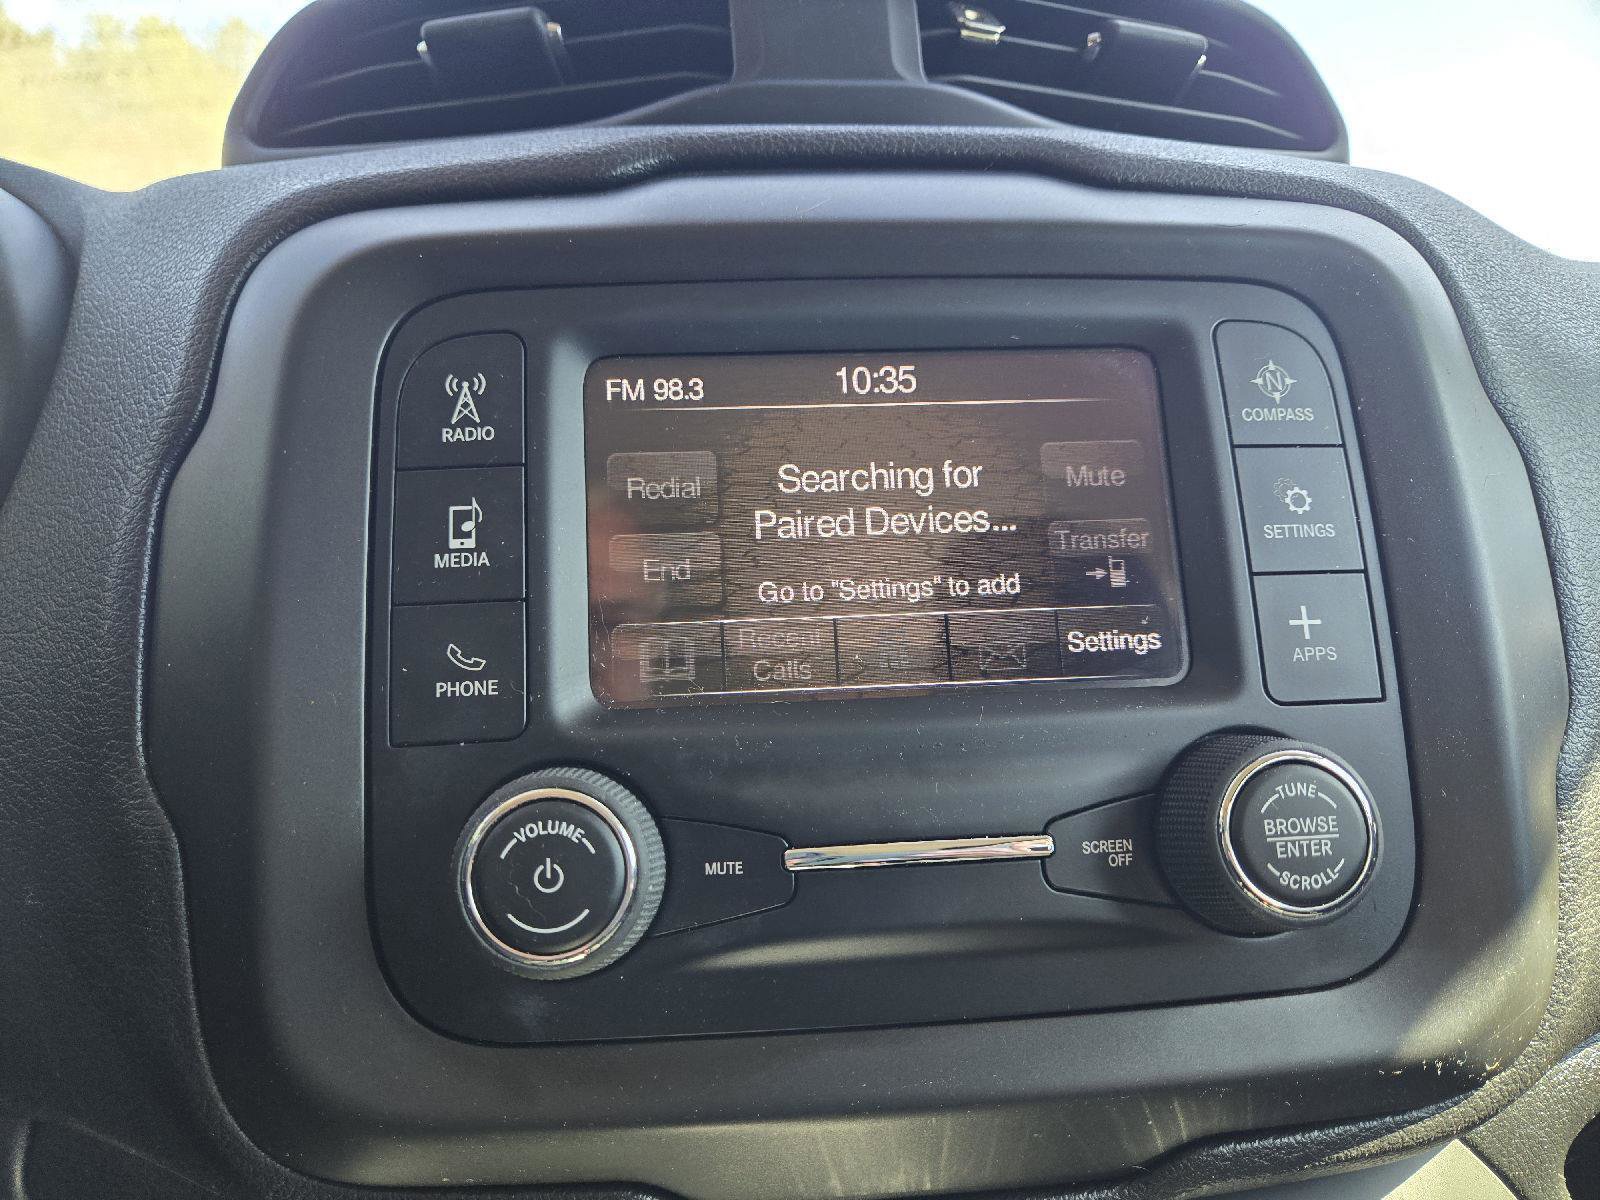 FM 98.3
10:35
Redial
Searching for
Paired Devices...
Mute
End
Transfer
Go to "Settings" to add
Recent
Calls
Settings
RADIO
MEDIA
PHONE
N
COMPASS
SETTINGS
APPS
VOLUME
MUTE
SCREEN
OFF
TUNE
BROWSE
ENTER
SCROLL